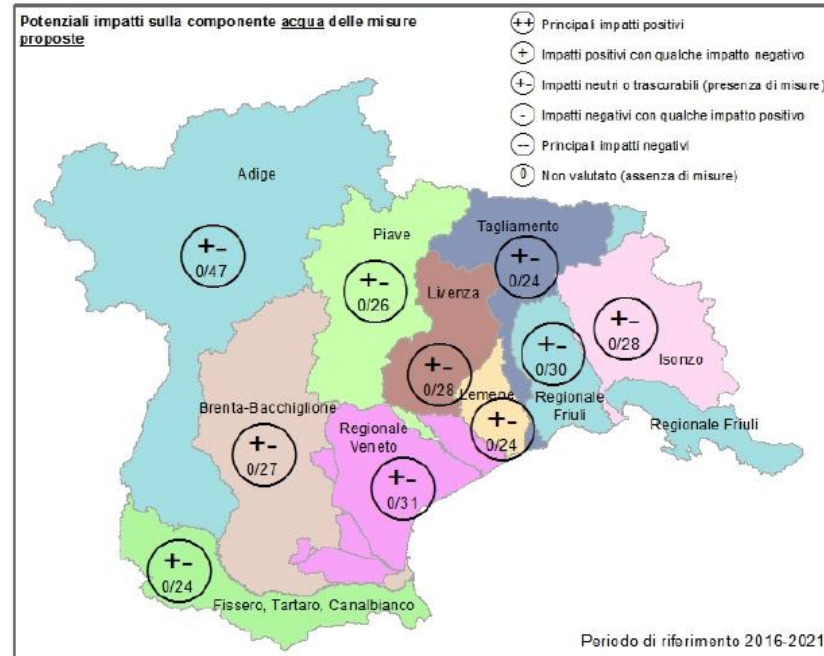 Potenziali impatti sulla componente acqua delle misure
proposte
++ Principali impatti positivi
+ Impatti positivi con qualche impatto negativo
+- Impatti neutri o trascurabili (presenza di misure)
- Impatti negativi con qualche impatto positivo
-- Principali impatti negativi
0 Non valutato (assenza di misure)
Adige
+-
0/47
Piave
+-
0/26
Tagliamento
+-
0/24
Livenza
+-
0/28
Isonzo
+-
0/28
Regionale
Friuli
+-
0/30
Lemene
+-
0/24
Regionale Friuli
Brenta-Bacchiglione
+-
0/27
Regionale
Veneto
+-
0/31
+-
0/24
Fissero, Tartaro, Canalbianco
Periodo di riferimento 2016-2021